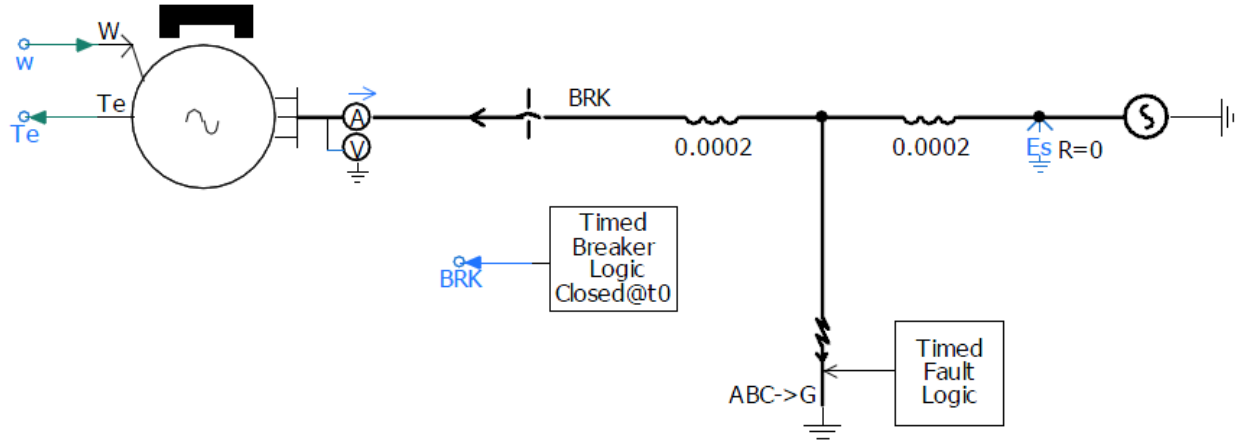 W
w
Te
Te
A
V
BRK
0.0002
0.0002
Es
R=0
S
Timed
Breaker
Logic
Closed@t0
BRK
ABC->G
Timed
Fault
Logic